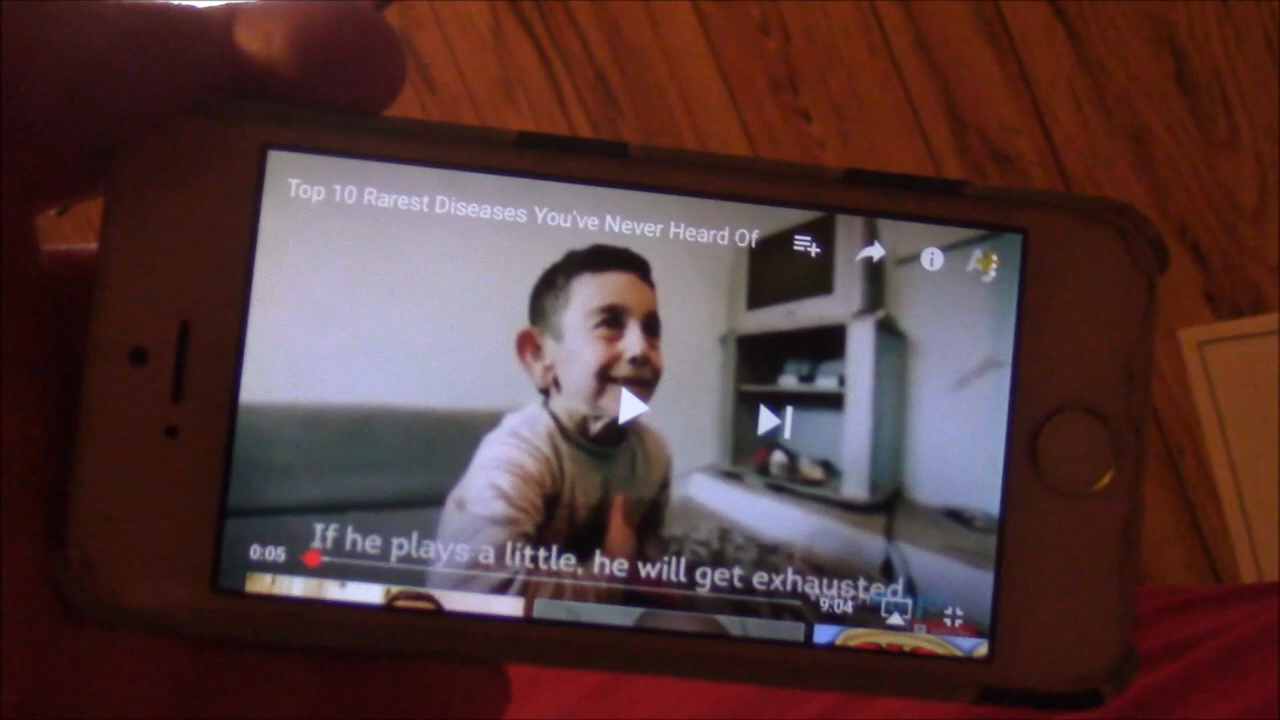 Top 10 Rarest Diseases You've Never Heard Of
If he plays a little, he will get exhausted
0:05
9:04